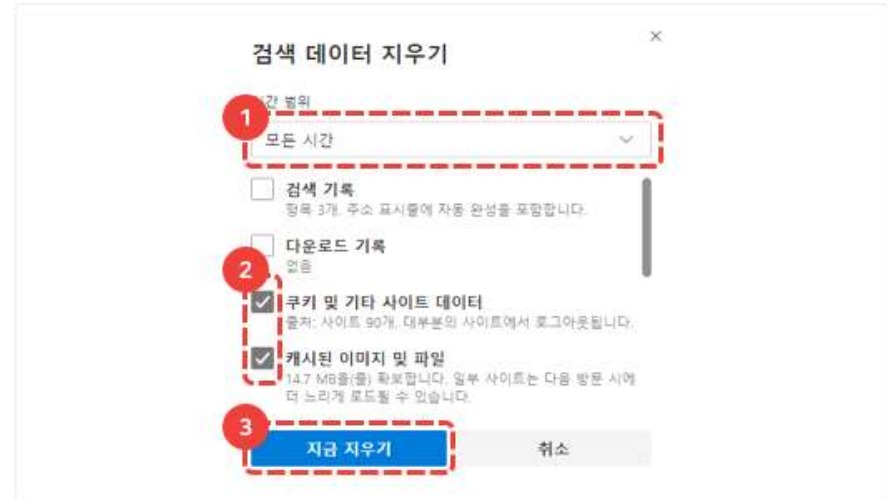 검색 데이터 지우기
시간 범위
1
모든 시간
검색 기록
항목 3개. 주소 표시줄에 자동 완성을 포함합니다.
다운로드 기록
없음
2
쿠키 및 기타 사이트 데이터
출처: 사이트 90개. 대부분의 사이트에서 로그아웃됩니다.
캐시된 이미지 및 파일
14.7 MB을(를) 확보합니다. 일부 사이트는 다음 방문 시에
더 느리게 로드될 수 있습니다.
3
지금 지우기
취소